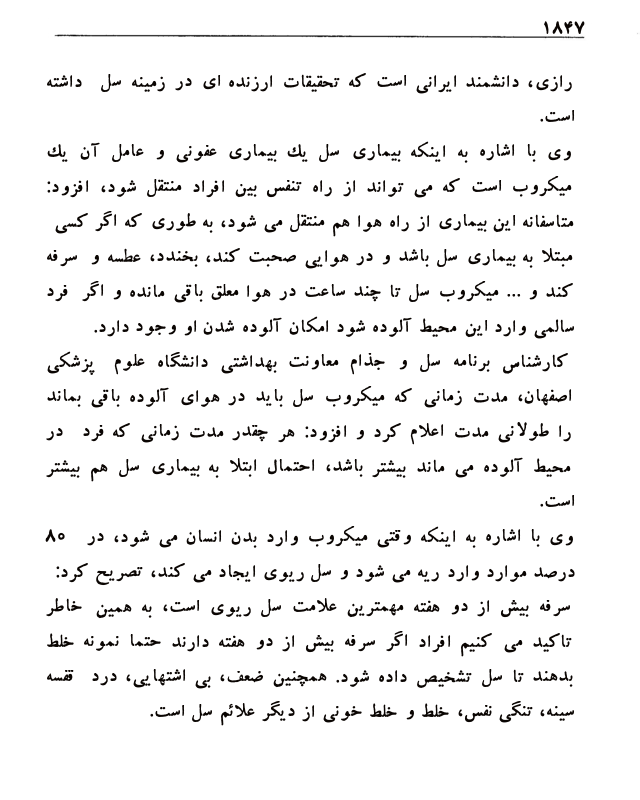 ۱۸۴۷
رازی، دانشمند ایرانی است که تحقیقات ارزنده ای در زمینه سل داشته
است.
وی با اشاره به اینکه بیماری سل یك بیماری عفونی و عامل آن یك
میکروب است که می تواند از راه تنفس بین افراد منتقل شود، افزود:
متاسفانه این بیماری از راه هوا هم منتقل می شود، به طوری که اگر کسی
مبتلا به بیماری سل باشد و در هوایی صحبت کند، بخندد، عطسه و سرفه
کند و ... میکروب سل تا چند ساعت در هوا معلق باقی مانده و اگر فرد
سالمی وارد این محیط آلوده شود امکان آلوده شدن او وجود دارد.
کارشناس برنامه سل و جذام معاونت بهداشتی دانشگاه علوم پزشکی
اصفهان، مدت زمانی که میکروب سل باید در هوای آلوده باقی بماند
را طولانی مدت اعلام کرد و افزود: هر چقدر مدت زمانی که فرد در
محیط آلوده می ماند بیشتر باشد، احتمال ابتلا به بیماری سل هم بیشتر
است.
وی با اشاره به اینکه وقتی میکروب وارد بدن انسان می شود، در ۸۰
درصد موارد وارد ریه می شود و سل ریوی ایجاد می کند، تصریح کرد:
سرفه بیش از دو هفته مهمترین علامت سل ریوی است، به همین خاطر
تاکید می کنیم افراد اگر سرفه بیش از دو هفته دارند حتما نمونه خلط
بدهند تا سل تشخیص داده شود. همچنین ضعف، بی اشتهایی، درد قفسه
سینه، تنگی نفس، خلط و خلط خونی از دیگر علائم سل است.